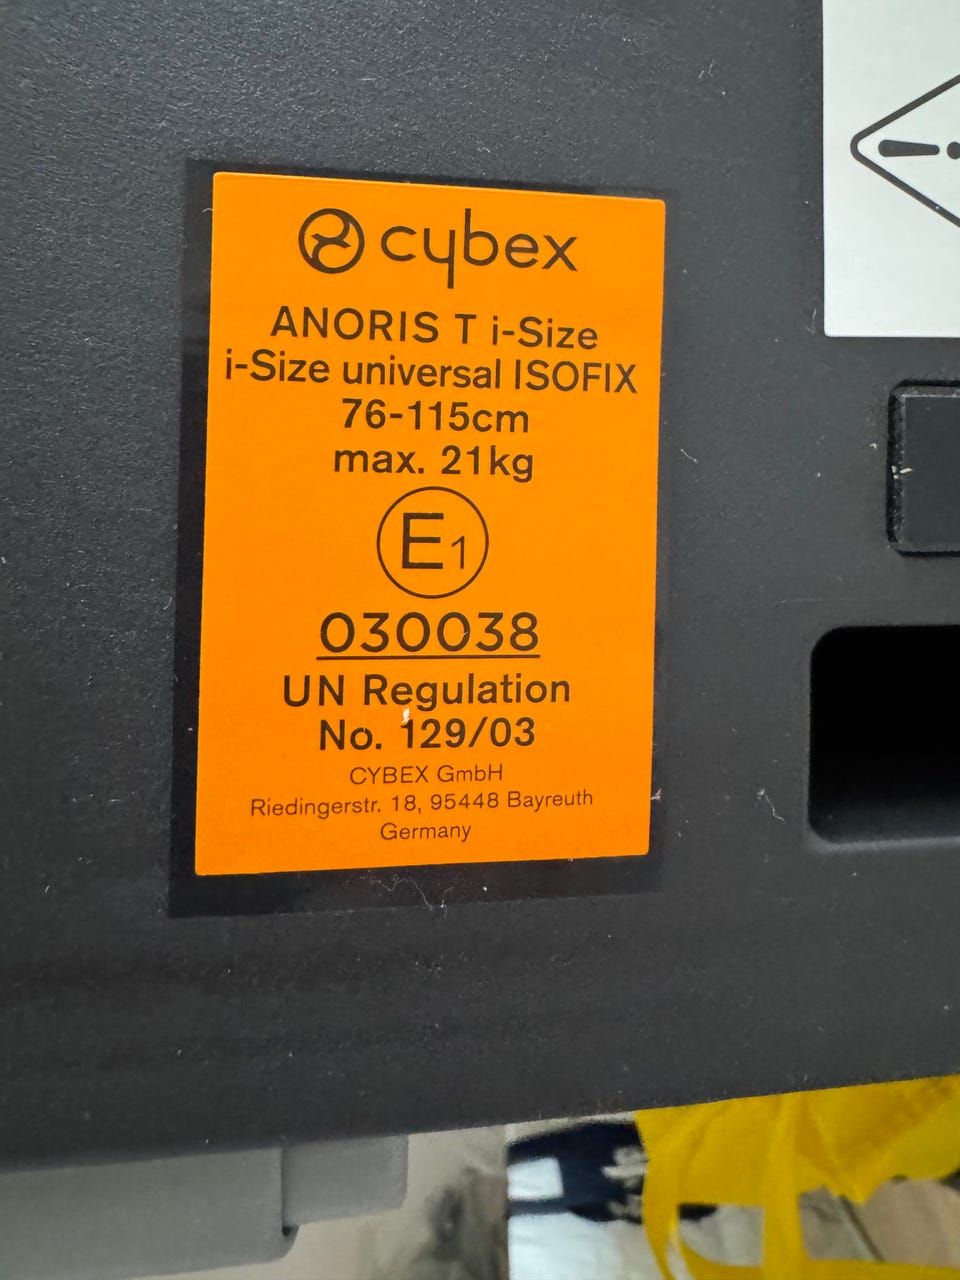 cybex
ANORIS T i-Size
i-Size universal ISOFIX
76-115cm
max. 21kg
E1
030038
UN Regulation
No. 129/03
CYBEX GmbH
Riedingerstr. 18, 95448 Bayreuth
Germany